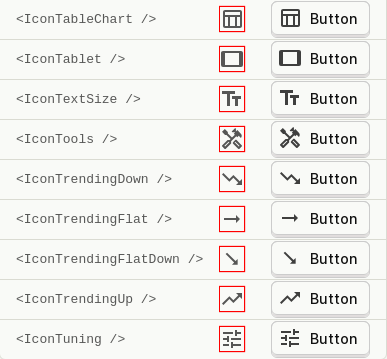 <IconTableChart /> Button
<IconTablet /> Button
<IconTextSize /> Button
<IconTools /> Button
<IconTrendingDown /> Button
<IconTrendingFlat /> Button
<IconTrendingFlatDown /> Button
<IconTrendingUp /> Button
<IconTuning /> Button